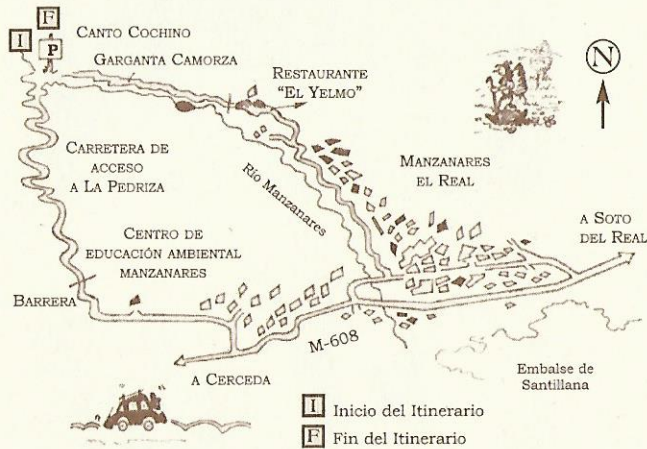 F
I
P
CANTO COCHINO
GARGANTA CAMORZA
RESTAURANTE
"EL YELMO"
N
CARRETERA DE
ACCESO
A LA PEDRIZA
Río Manzanares
MANZANARES
EL REAL
A SOTO
DEL REAL
CENTRO DE
EDUCACIÓN AMBIENTAL
MANZANARES
BARRERA
M-608
A CERCEDA
Embalse de
Santillana
I Inicio del Itinerario
F Fin del Itinerario